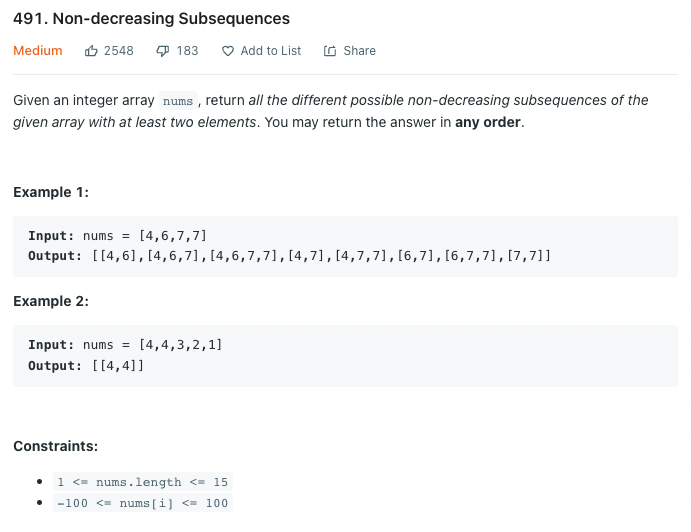 491. Non-decreasing Subsequences
Medium 2548 183 Add to List Share
Given an integer array nums , return all the different possible non-decreasing subsequences of the
given array with at least two elements. You may return the answer in any order.
Example 1:
Input: nums = [4,6,7,7]
Output: [[4,6],[4,6,7],[4,6,7,7],[4,7],[4,7,7],[6,7],[6,7,7],[7,7]]
Example 2:
Input: nums = [4,4,3,2,1]
Output: [[4,4]]
Constraints:
• 1 <= nums.length <= 15
• -100 <= nums[i] <= 100